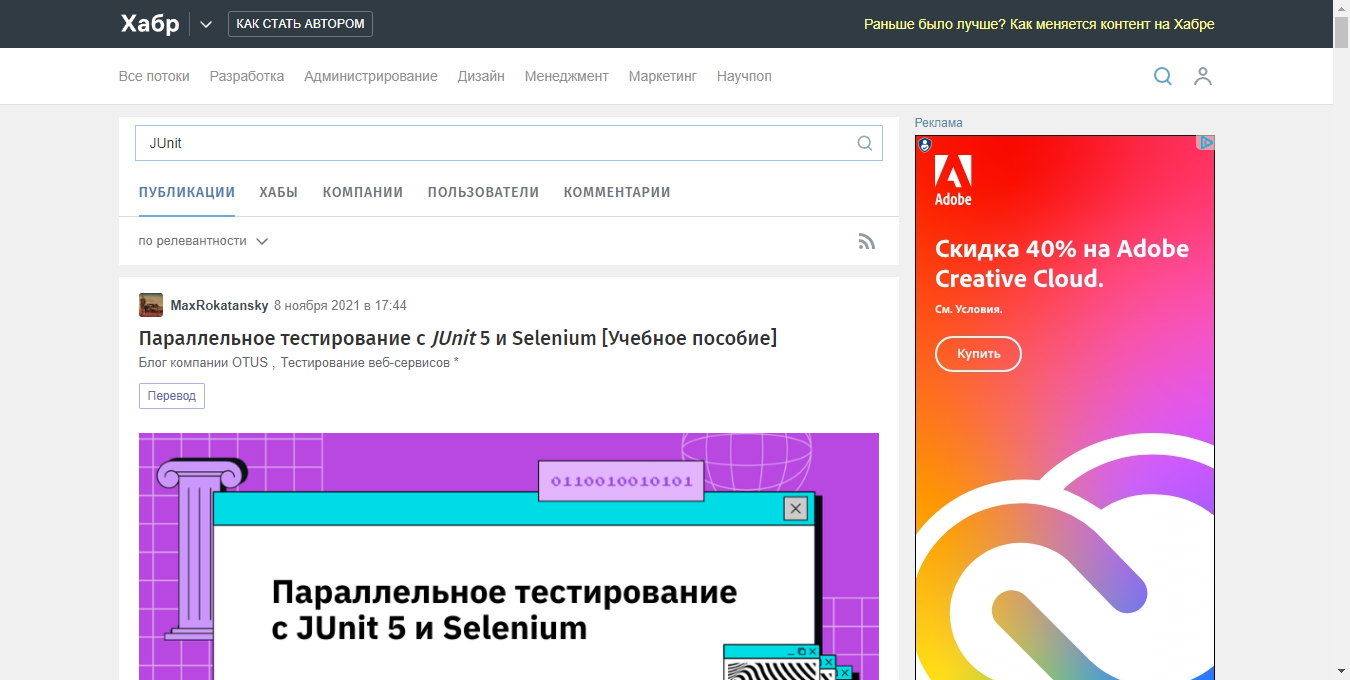 Хабр
КАК СТАТЬ АВТОРОМ
Раньше было лучше? Как меняется контент на Хабре
Все потоки Разработка Администрирование Дизайн Менеджмент Маркетинг Научпоп
JUnit
ПУБЛИКАЦИИ ХАБЫ КОМПАНИИ ПОЛЬЗОВАТЕЛИ КОММЕНТАРИИ
по релевантности
MaxRokatansky 8 ноября 2021 в 17:44
Параллельное тестирование с JUnit 5 и Selenium [Учебное пособие]
Блог компании OTUS , Тестирование веб-сервисов *
Перевод
0110010010101
Параллельное тестирование
с JUnit 5 и Selenium
Реклама
Adobe
Скидка 40% на Adobe
Creative Cloud.
См. Условия.
Купить